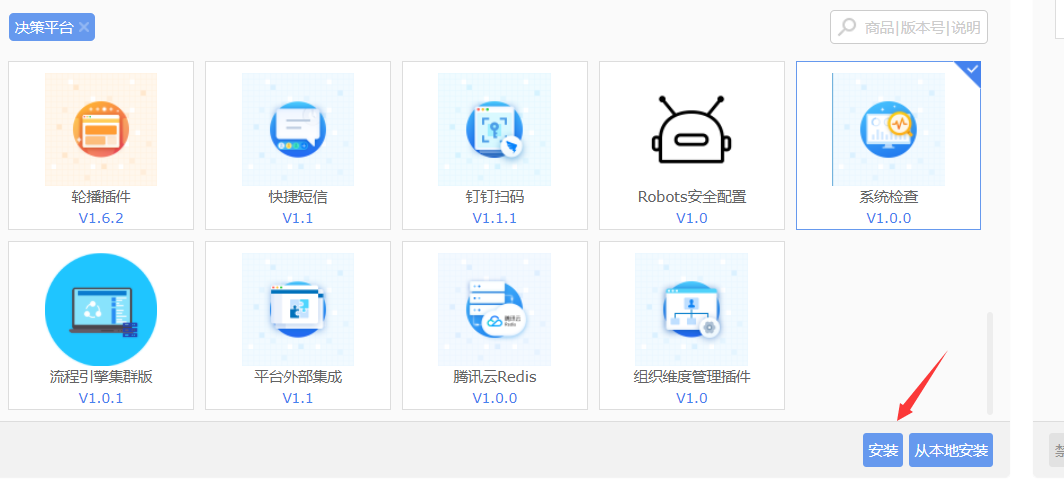 决策平台
商品|版本号|说明
轮播插件
V1.6.2
快捷短信
V1.1
钉钉扫码
V1.1.1
Robots安全配置
V1.0
系统检查
V1.0.0
流程引擎集群版
V1.0.1
平台外部集成
V1.1
腾讯云
Redis
腾讯云Redis
V1.0.0
组织维度管理插件
V1.0
安装
从本地安装